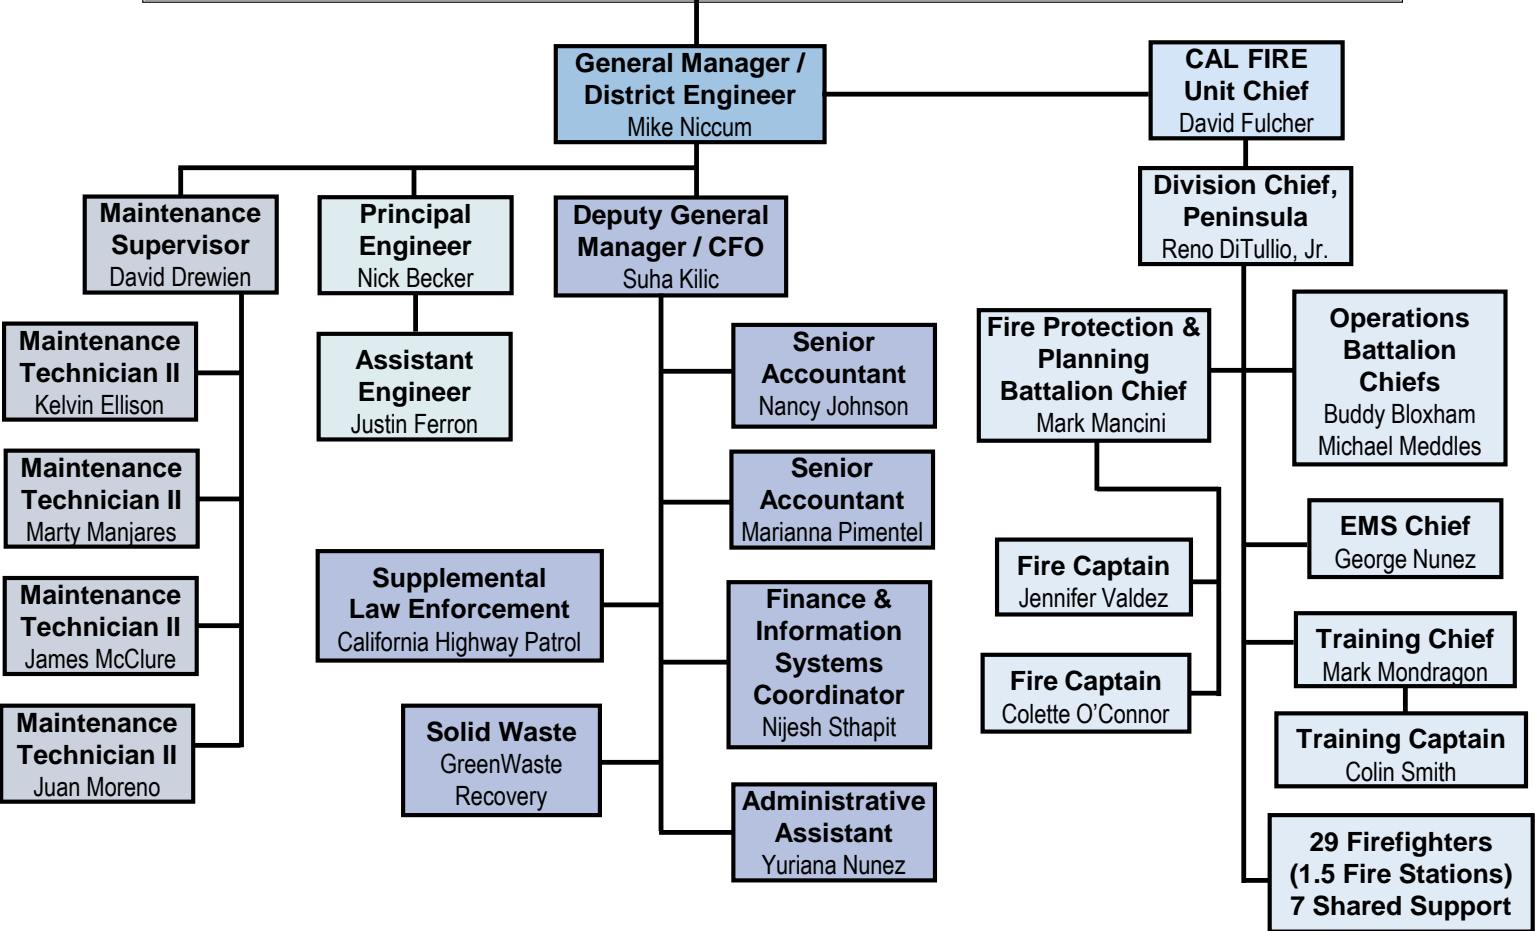 General Manager /
District Engineer
Mike Niccum
CAL FIRE
Unit Chief
David Fulcher
Maintenance
Supervisor
David Drewien
Principal
Engineer
Nick Becker
Deputy General
Manager / CFO
Suha Kilic
Division Chief,
Peninsula
Reno DiTullio, Jr.
Maintenance
Technician II
Kelvin Ellison
Maintenance
Technician II
Marty Manjares
Maintenance
Technician II
James McClure
Maintenance
Technician II
Juan Moreno
Assistant
Engineer
Justin Ferron
Supplemental
Law Enforcement
California Highway Patrol
Solid Waste
GreenWaste
Recovery
Senior
Accountant
Nancy Johnson
Senior
Accountant
Marianna Pimentel
Finance &
Information
Systems
Coordinator
Nijesh Sthapit
Administrative
Assistant
Yuriana Nunez
Fire Protection &
Planning
Battalion Chief
Mark Mancini
Fire Captain
Jennifer Valdez
Fire Captain
Colette O’Connor
Operations
Battalion
Chiefs
Buddy Bloxham
Michael Meddles
EMS Chief
George Nunez
Training Chief
Mark Mondragon
Training Captain
Colin Smith
29 Firefighters
(1.5 Fire Stations)
7 Shared Support